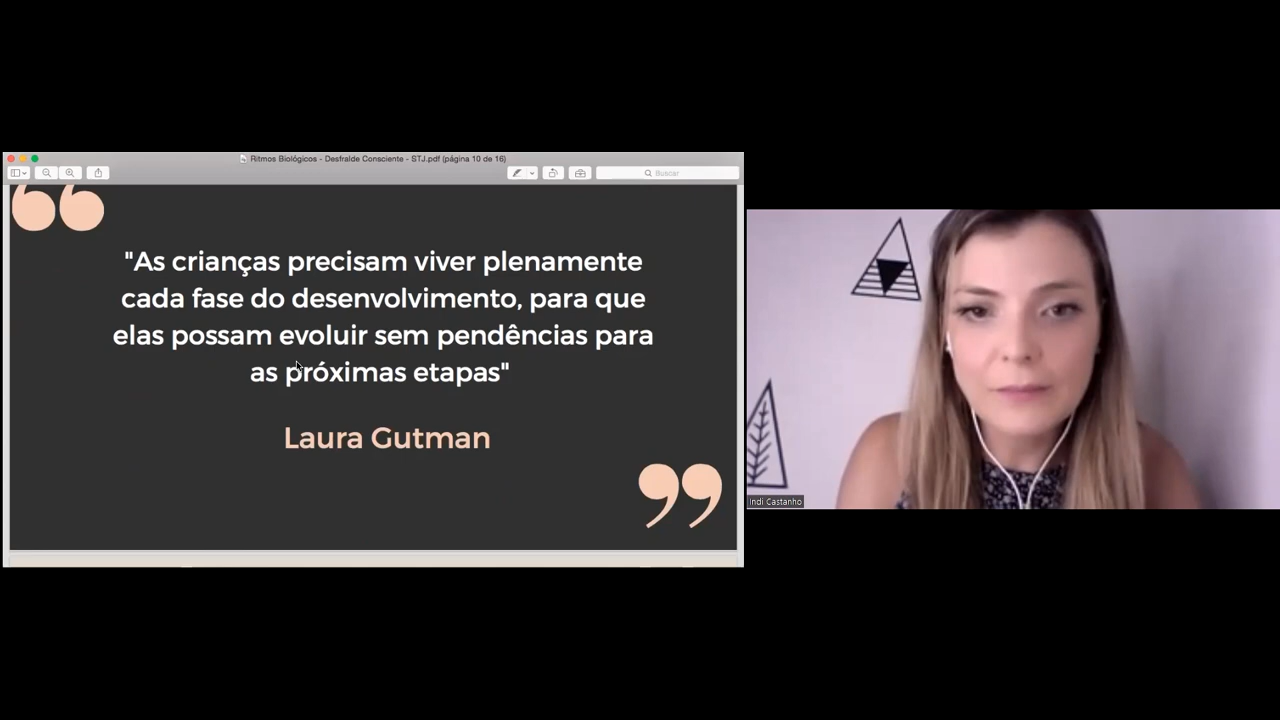 Ritmos Biológicos - Desfralde Consciente - STJ.pdf (página 10 de 16)
Buscar
"As crianças precisam viver plenamente
cada fase do desenvolvimento, para que
elas possam evoluir sem pendências para
as próximas etapas"
Laura Gutman
Indi Castanho